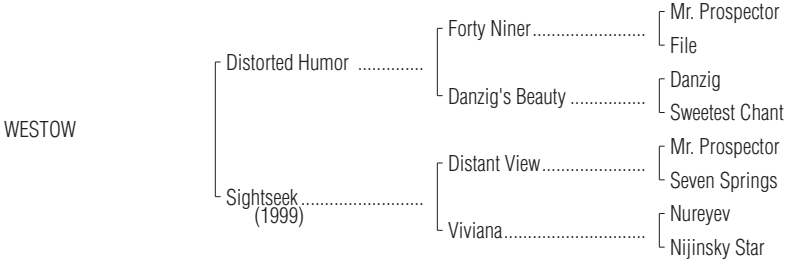 Mr. Prospector
Forty Niner..........................
File
Distorted Humor ...............
Danzig
Danzig's Beauty .................
Sweetest Chant
WESTOW
Mr. Prospector
Distant View.......................
Seven Springs
Sightseek...........................
(1999)
Nureyev
Viviana................................
Nijinsky Star